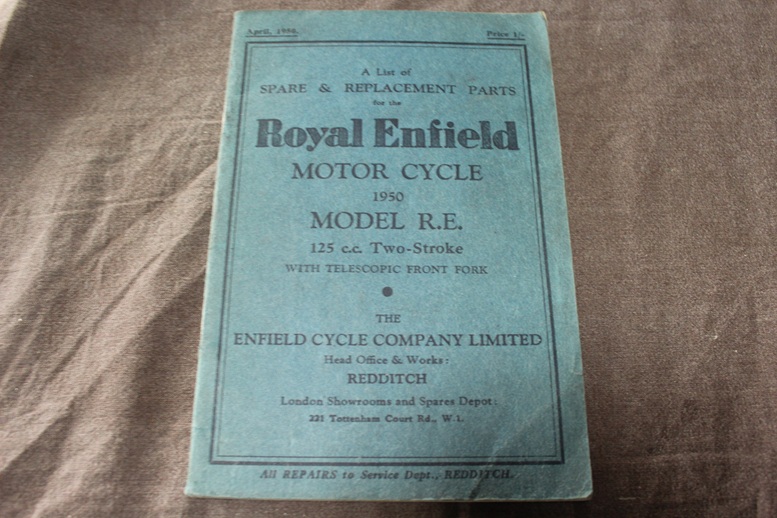 April, 1950.
Price 1/-
A List of
SPARE & REPLACEMENT PARTS
for the
Royal Enfield
MOTOR CYCLE
1950
MODEL R.E.
125 c.c. Two-Stroke
WITH TELESCOPIC FRONT FORK
THE
ENFIELD CYCLE COMPANY LIMITED
Head Office & Works:
REDDITCH
London Showrooms and Spares Depot:
221 Tottenham Court Rd., W.1.
All REPAIRS to Service Dept., REDDITCH.